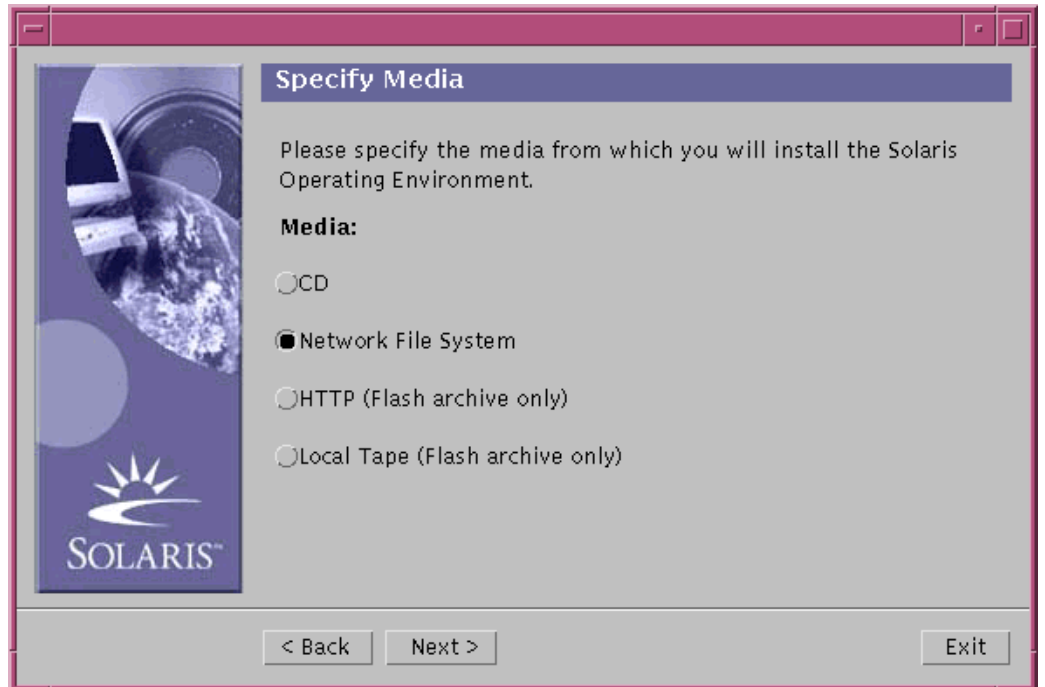 Specify Media
Please specify the media from which you will install the Solaris
Operating Environment.
Media:
CD
Network File System
HTTP (Flash archive only)
Local Tape (Flash archive only)
SOLARIS™
< Back
Next >
Exit